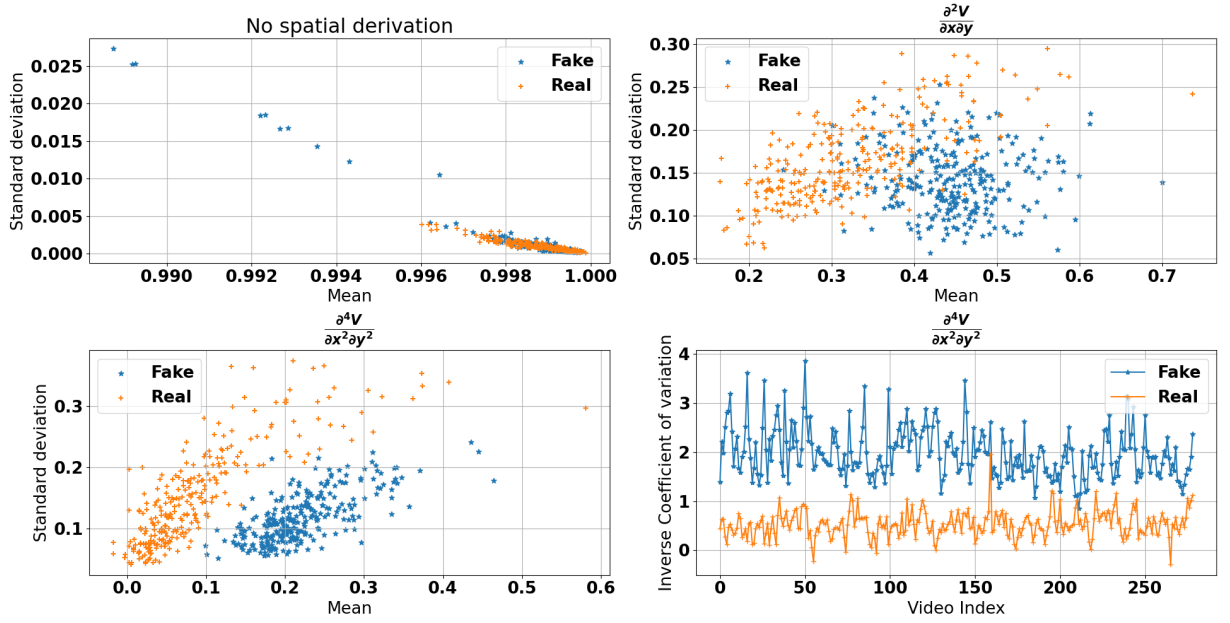 No spatial derivation
Standard deviation
0.025
0.020
0.015
0.010
0.005
0.000
Fake
Real
0.990 0.992 0.994 0.996 0.998 1.000
Mean
∂²V
∂x∂y
Standard deviation
0.30
0.25
0.20
0.15
0.10
0.05
Fake
Real
0.2 0.3 0.4 0.5 0.6 0.7
Mean
∂⁴V
∂x²∂y²
Standard deviation
0.3
0.2
0.1
Fake
Real
0.0 0.1 0.2 0.3 0.4 0.5 0.6
Mean
∂⁴V
∂x²∂y²
Inverse Coefficient of variation
4
3
2
1
0
Fake
Real
0 50 100 150 200 250
Video Index